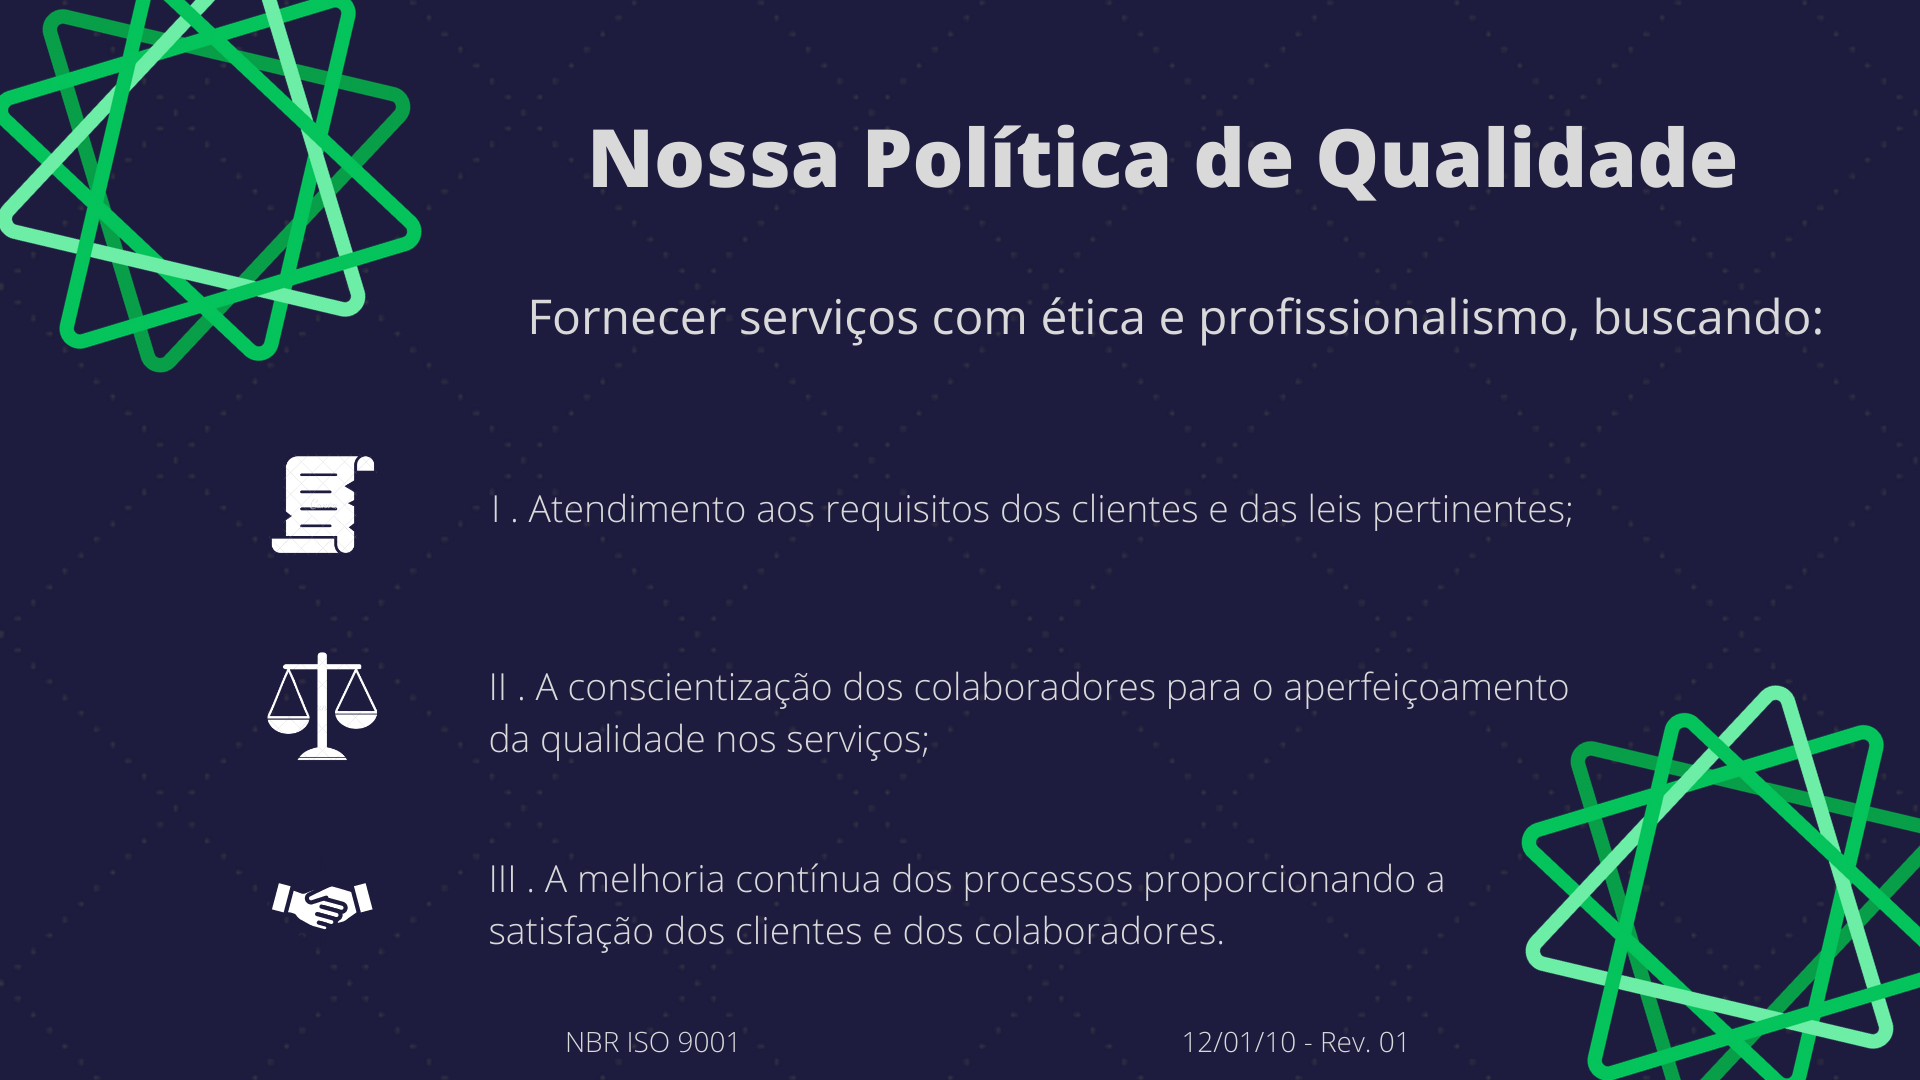 Nossa Política de Qualidade
Fornecer serviços com ética e profissionalismo, buscando:
I . Atendimento aos requisitos dos clientes e das leis pertinentes;
II . A conscientização dos colaboradores para o aperfeiçoamento
da qualidade nos serviços;
III . A melhoria contínua dos processos proporcionando a
satisfação dos clientes e dos colaboradores.
NBR ISO 9001
12/01/10 - Rev. 01